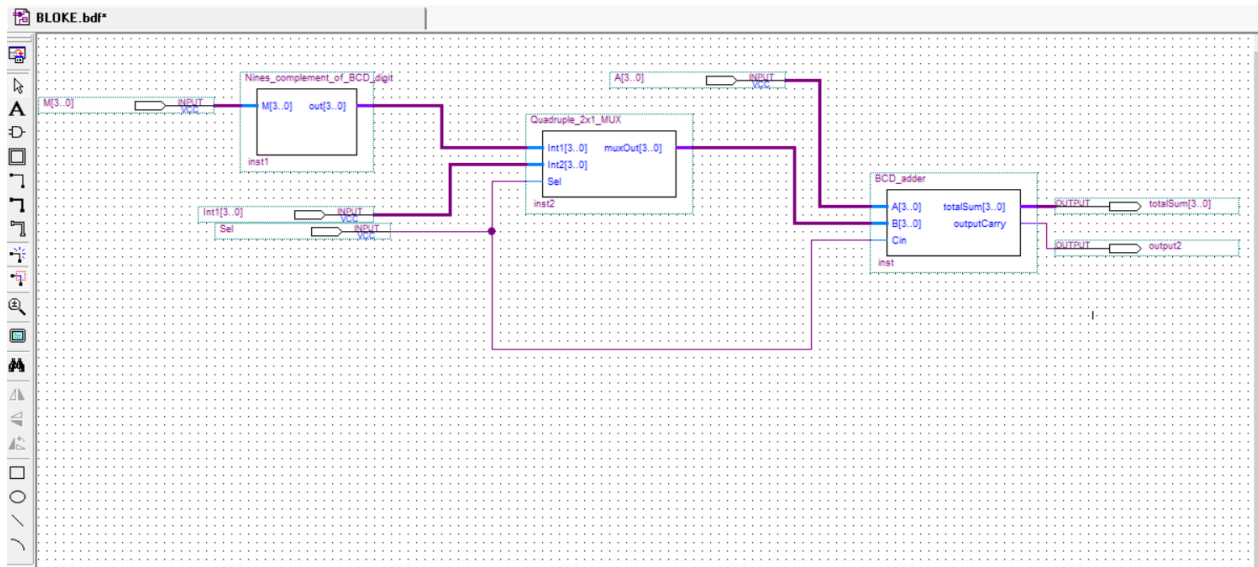 BLOKE.bdf*
Nines_complement_of_BCD_digit
A[3..0] INPUT
VCC
M[3..0] INPUT
VCC
M[3..0] out[3..0]
inst1
Quadruple_2x1_MUX
Int1[3..0] muxOut[3..0]
Int2[3..0]
Sel
inst2
BCD_adder
A[3..0] totalSum[3..0]
B[3..0] outputCarry
Cin
inst
OUTPUT totalSum[3..0]
OUTPUT output2
Int1[3..0] INPUT
VCC
Sel INPUT
VCC